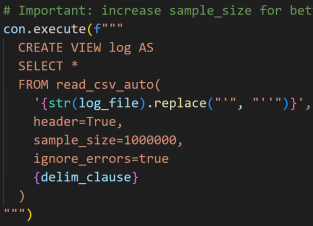 # Important: increase sample_size for bet
con.execute(f"""
CREATE VIEW log AS
SELECT *
FROM read_csv_auto(
'{str(log_file).replace("'", "''")}',
header=True,
sample_size=1000000,
ignore_errors=true
{delim_clause}
)
""")